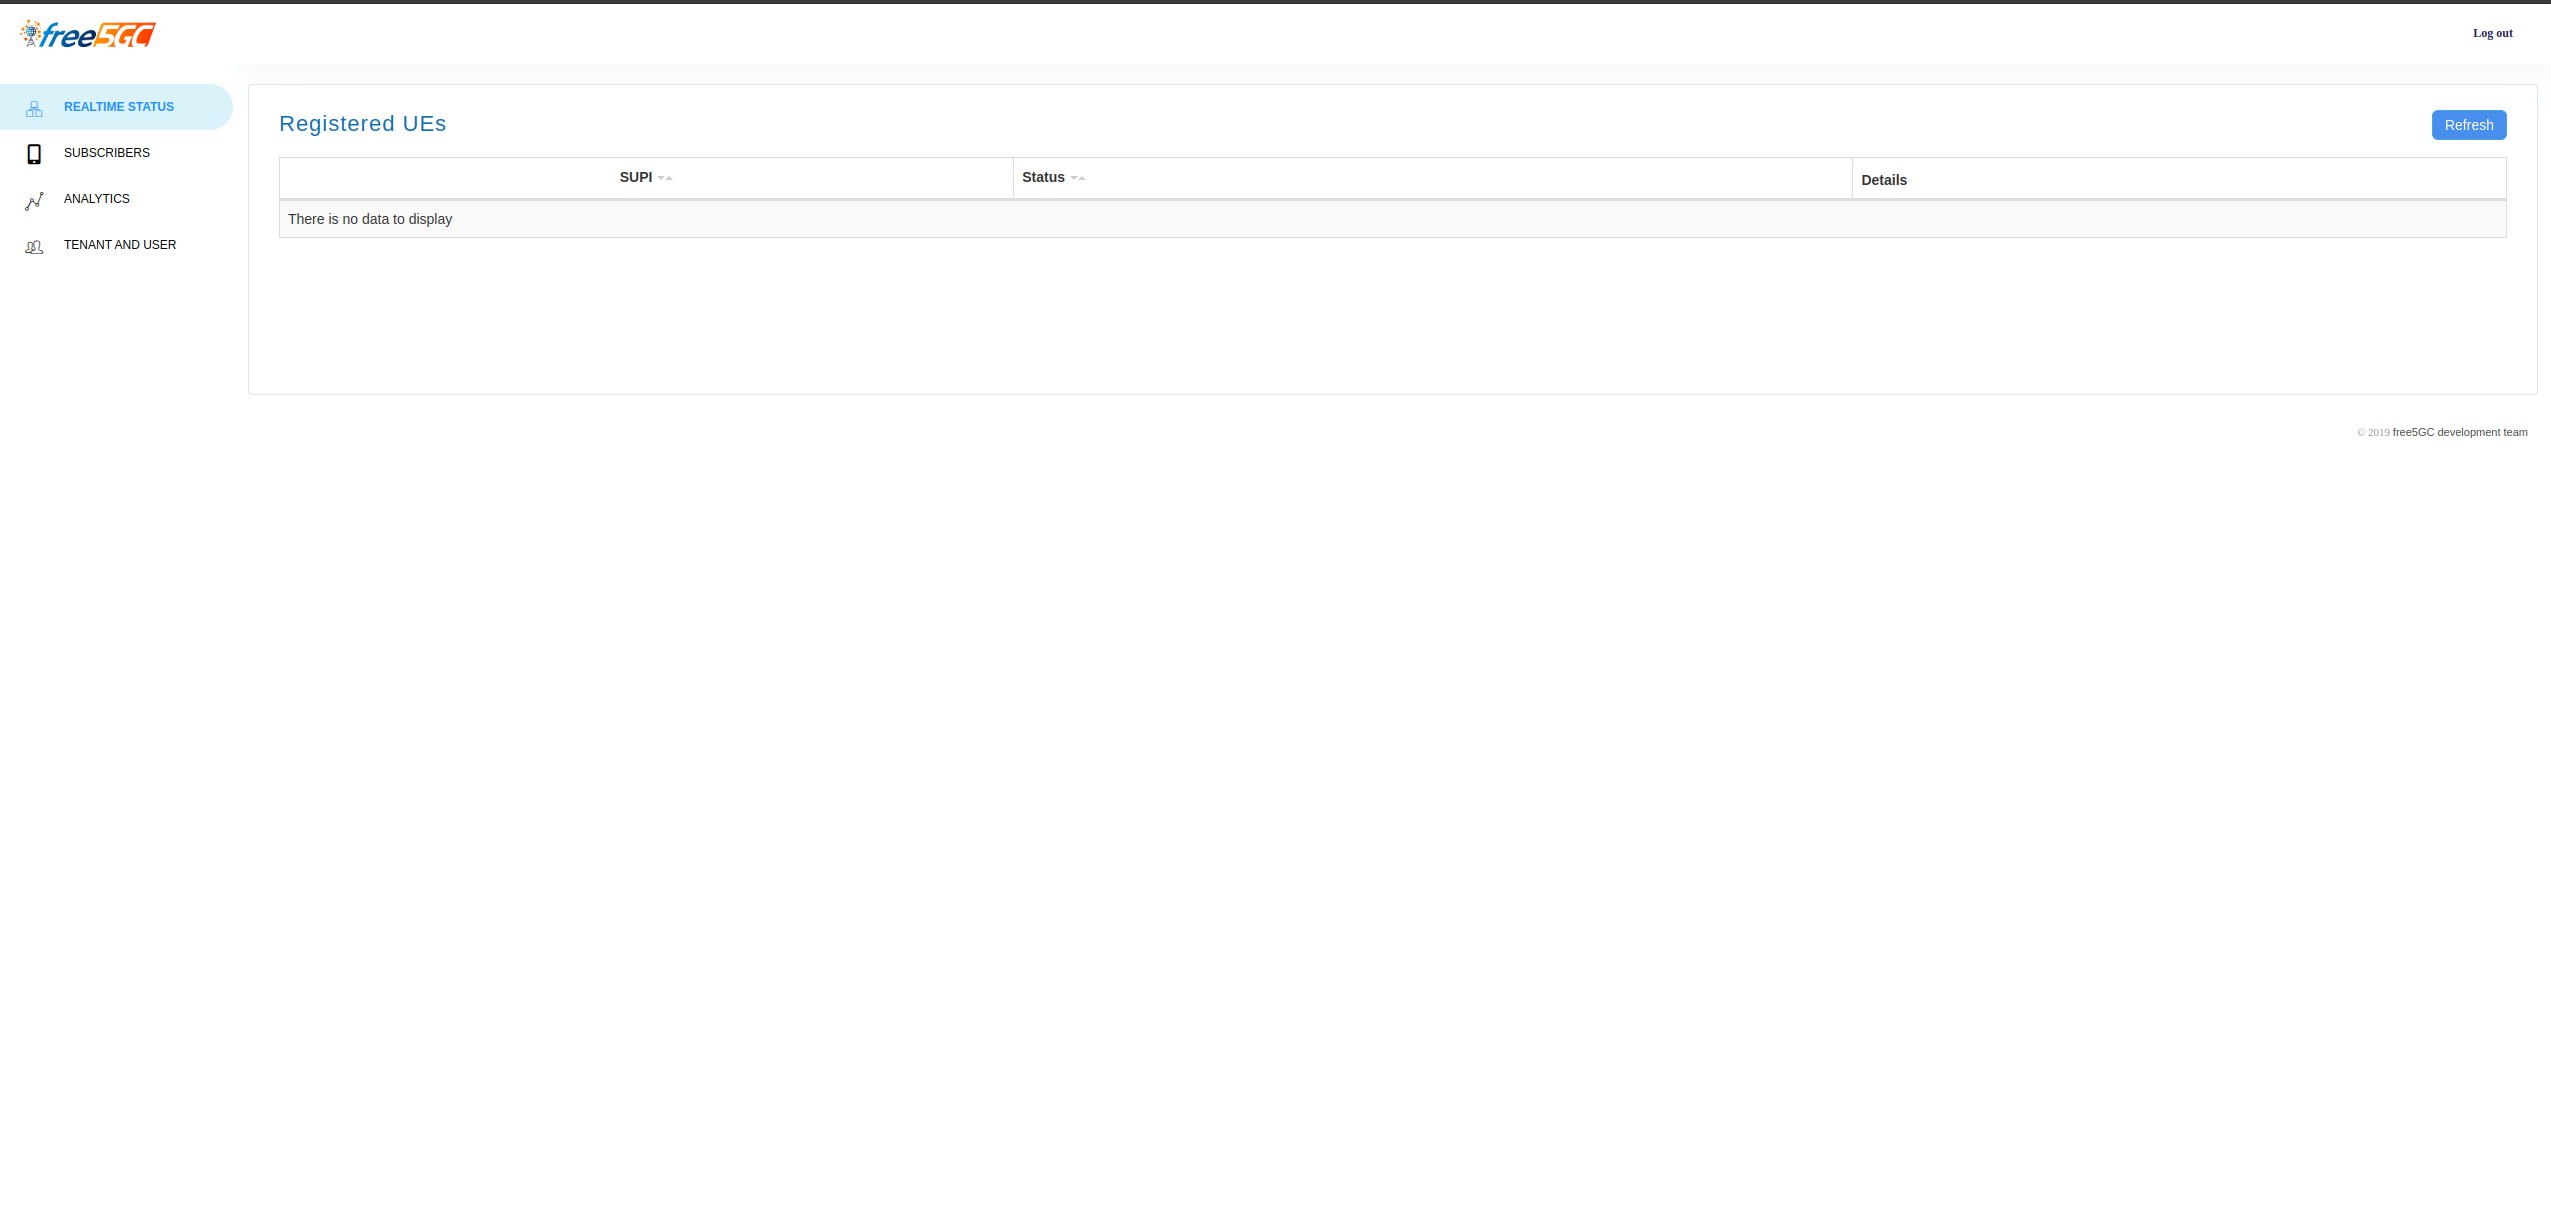 free5GC
Log out
REALTIME STATUS
SUBSCRIBERS
ANALYTICS
TENANT AND USER
Registered UEs
Refresh
SUPI Status Details
There is no data to display
© 2019 free5GC development team